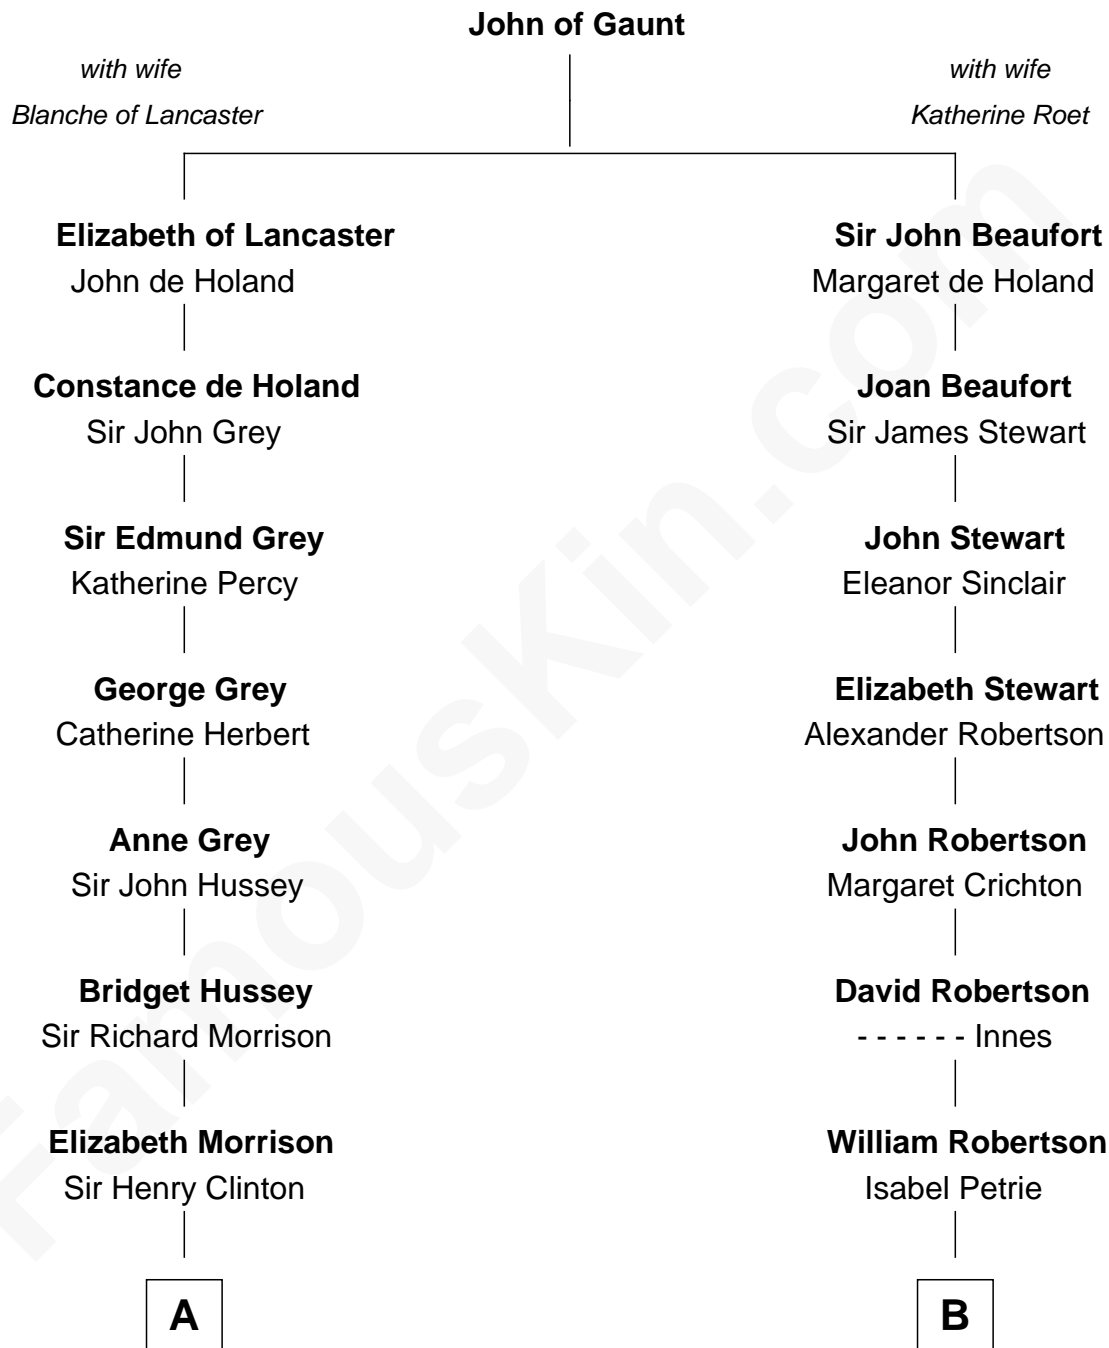 John of Gaunt
with wife
Blanche of Lancaster
with wife
Katherine Roet
Elizabeth of Lancaster
John de Holand
Sir John Beaufort
Margaret de Holand
Constance de Holand
Sir John Grey
Joan Beaufort
Sir James Stewart
Sir Edmund Grey
Katherine Percy
John Stewart
Eleanor Sinclair
George Grey
Catherine Herbert
Elizabeth Stewart
Alexander Robertson
Anne Grey
Sir John Hussey
John Robertson
Margaret Crichton
Bridget Hussey
Sir Richard Morrison
David Robertson
- - - - - - Innes
Elizabeth Morrison
Sir Henry Clinton
William Robertson
Isabel Petrie
A
B
FamousKin.com